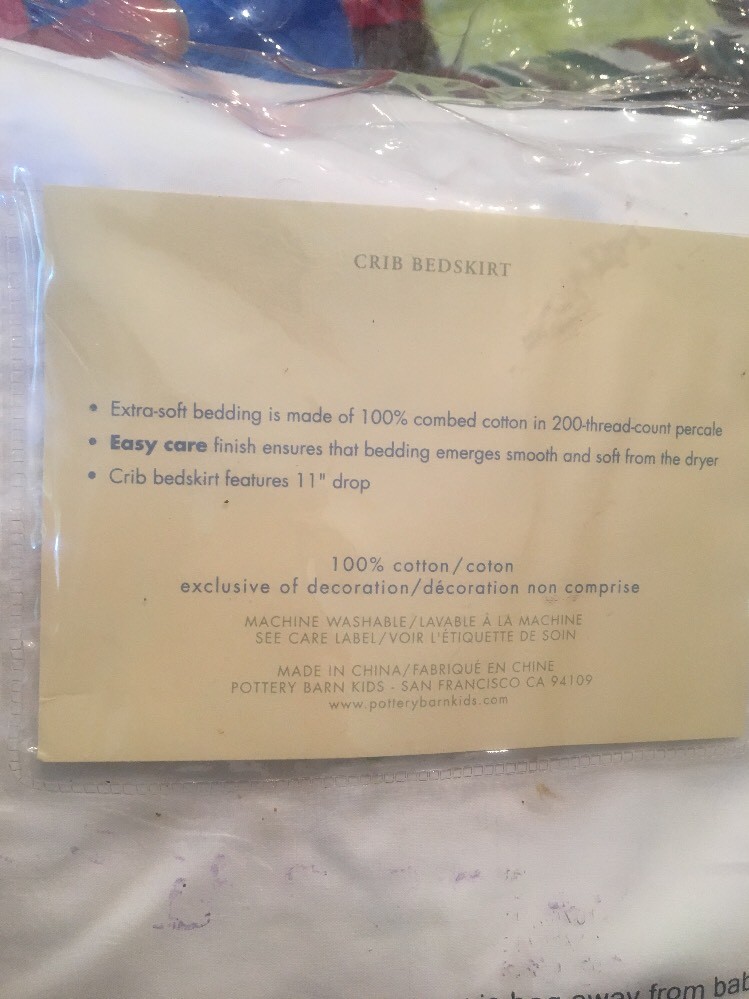 CRIB BEDSKIRT
• Extra-soft bedding is made of 100% combed cotton in 200-thread-count percale
• Easy care finish ensures that bedding emerges smooth and soft from the dryer
• Crib bedskirt features 11" drop
100% cotton/coton
exclusive of decoration/décoration non comprise
MACHINE WASHABLE/LAVABLE À LA MACHINE
SEE CARE LABEL/VOIR L'ÉTIQUETTE DE SOIN
MADE IN CHINA/FABRIQUÉ EN CHINE
POTTERY BARN KIDS - SAN FRANCISCO CA 94109
www.potterybarnkids.com
bag away from